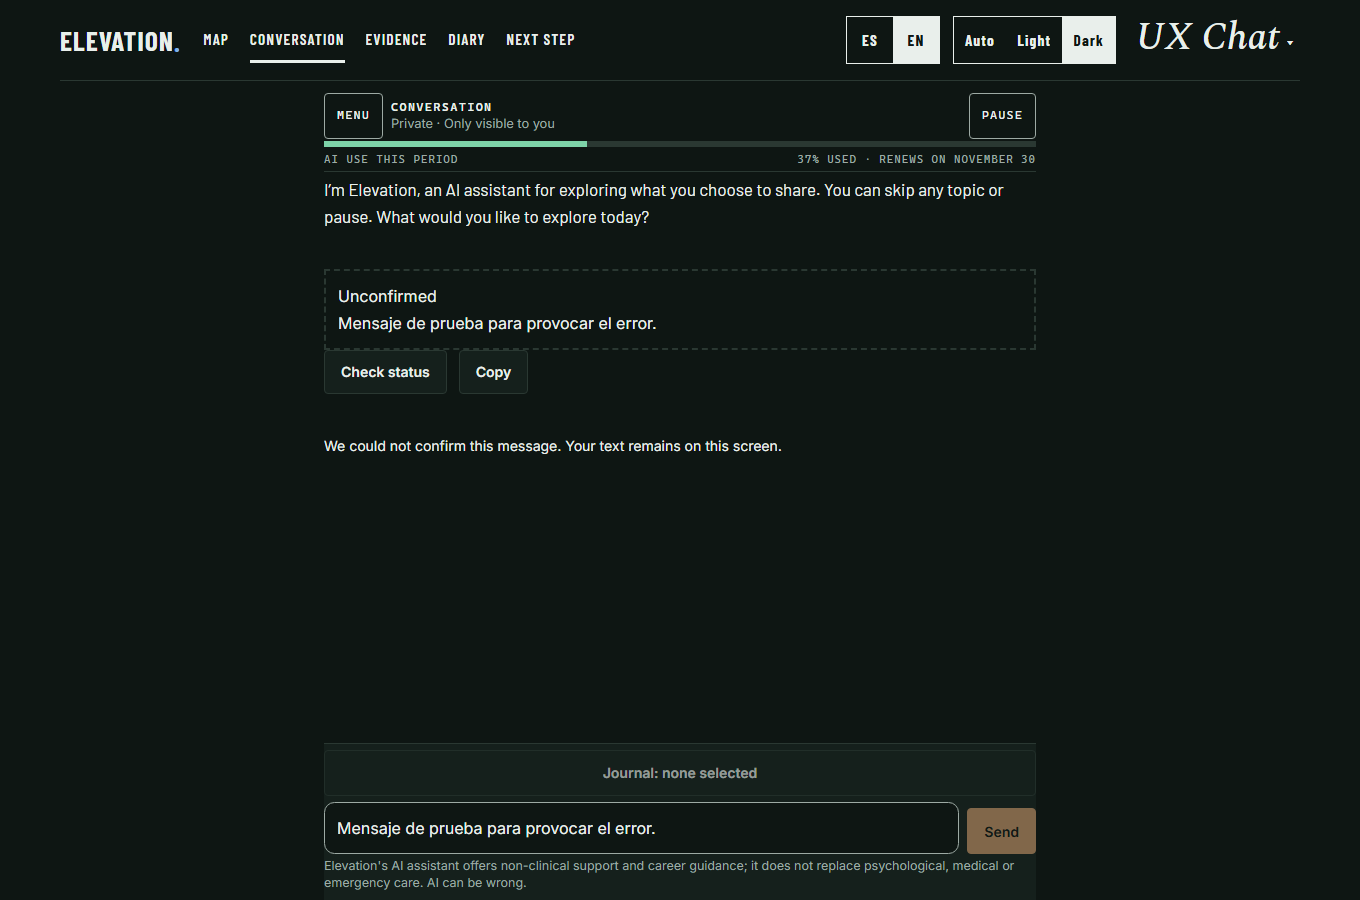 ELEVATION.
MAP
CONVERSATION
EVIDENCE
DIARY
NEXT STEP
ES
EN
Auto
Light
Dark
UX Chat
MENU
CONVERSATION
Private · Only visible to you
PAUSE
AI USE THIS PERIOD
37% USED · RENEWS ON NOVEMBER 30
I’m Elevation, an AI assistant for exploring what you choose to share. You can skip any topic or
pause. What would you like to explore today?
Unconfirmed
Mensaje de prueba para provocar el error.
Check status
Copy
We could not confirm this message. Your text remains on this screen.
Journal: none selected
Mensaje de prueba para provocar el error.
Send
Elevation's AI assistant offers non-clinical support and career guidance; it does not replace psychological, medical or
emergency care. AI can be wrong.